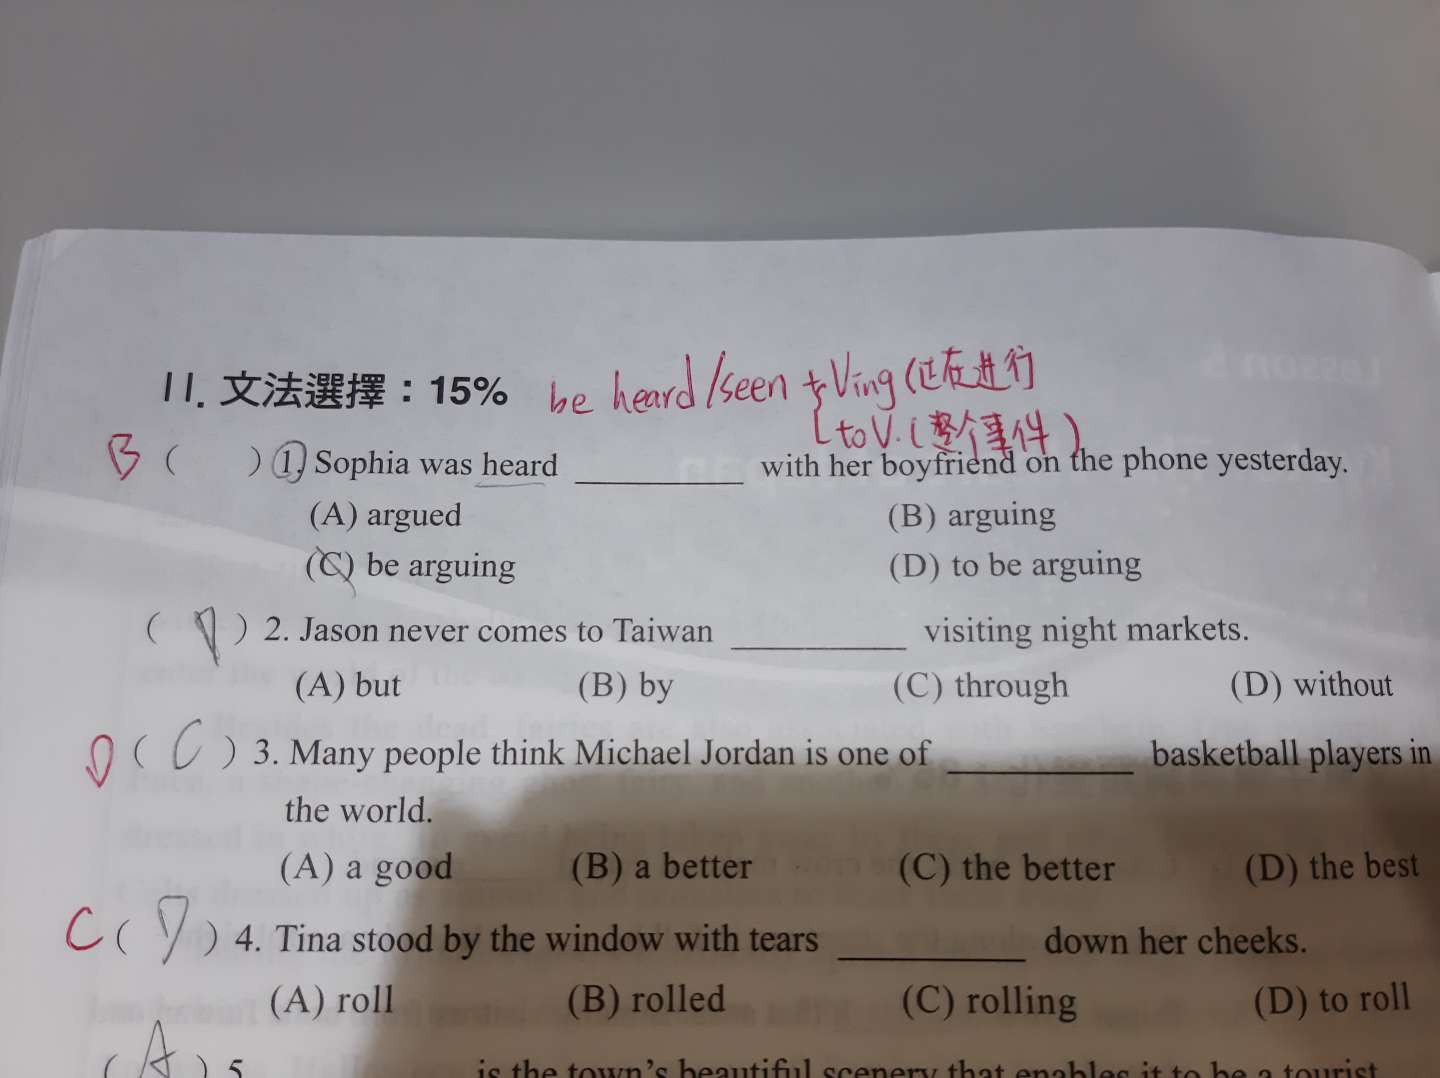 II. 文法選擇：15% be heard/seen + Ving (正在进行
to V. (整个事件)
B ( ) 1. Sophia was heard ________ with her boyfriend on the phone yesterday.
(A) argued (B) arguing
(C) be arguing (D) to be arguing
( D ) 2. Jason never comes to Taiwan ________ visiting night markets.
(A) but (B) by (C) through (D) without
D ( C ) 3. Many people think Michael Jordan is one of ________ basketball players in
the world.
(A) a good (B) a better (C) the better (D) the best
C ( D ) 4. Tina stood by the window with tears ________ down her cheeks.
(A) roll (B) rolled (C) rolling (D) to roll
( A ) 5. ________ is the town's beautiful scenery that enables it to be a tourist